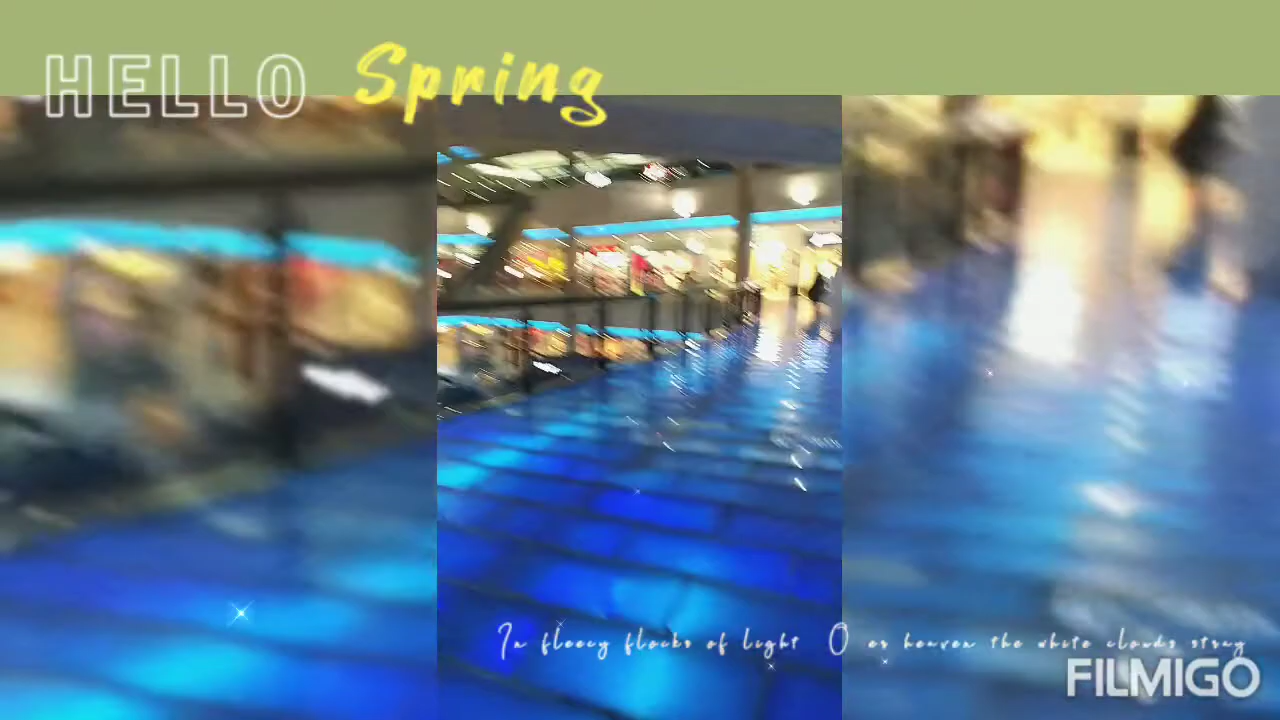 HELLO Spring
In fleecy flocks of light O er heaven the white clouds stray
FILMIGO